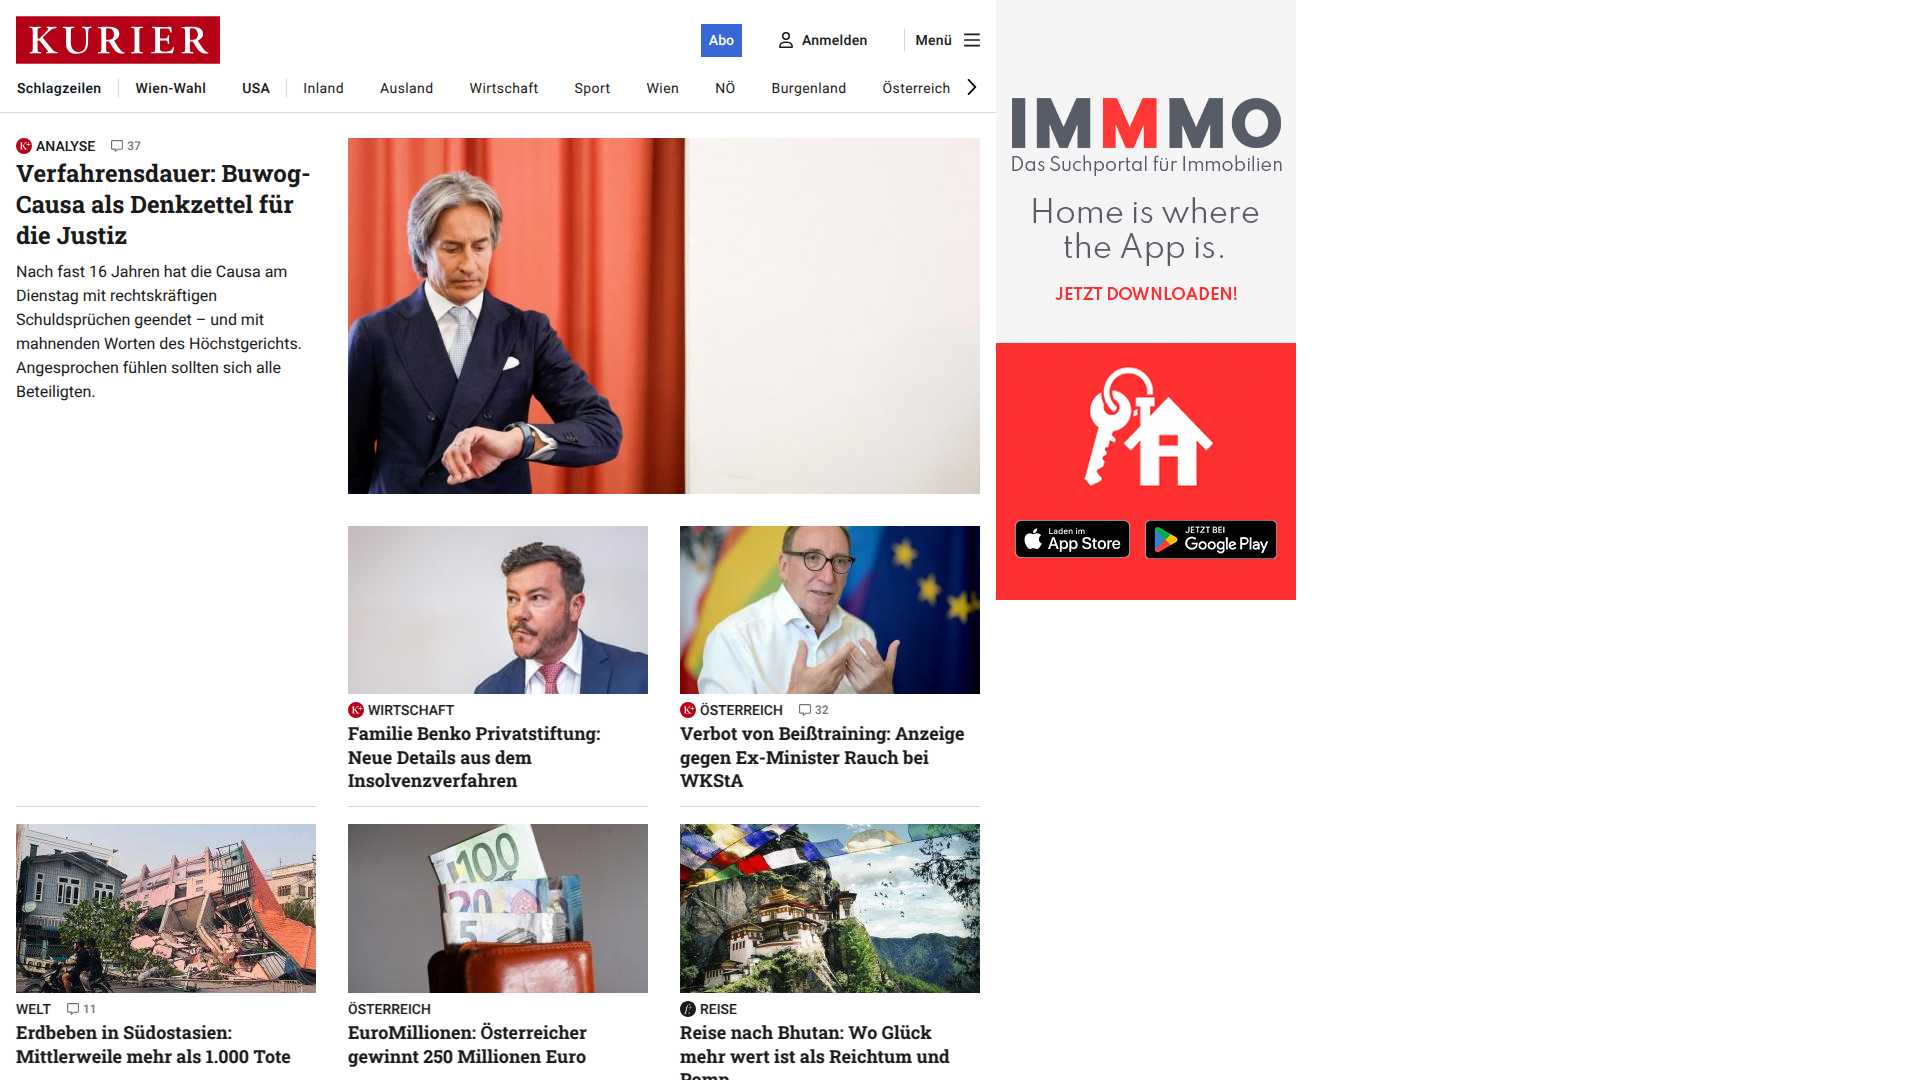 KURIER
Abo
Anmelden
Menü
Schlagzeilen
Wien-Wahl
USA
Inland
Ausland
Wirtschaft
Sport
Wien
NÖ
Burgenland
Österreich
K+ ANALYSE 37
Verfahrensdauer: Buwog-
Causa als Denkzettel für
die Justiz
Nach fast 16 Jahren hat die Causa am
Dienstag mit rechtskräftigen
Schuldsprüchen geendet – und mit
mahnenden Worten des Höchstgerichts.
Angesprochen fühlen sollten sich alle
Beteiligten.
K+ WIRTSCHAFT
Familie Benko Privatstiftung:
Neue Details aus dem
Insolvenzverfahren
K+ ÖSTERREICH 32
Verbot von Beißtraining: Anzeige
gegen Ex-Minister Rauch bei
WKStA
WELT 11
Erdbeben in Südostasien:
Mittlerweile mehr als 1.000 Tote
100
20
5
ÖSTERREICH
EuroMillionen: Österreicher
gewinnt 250 Millionen Euro
REISE
Reise nach Bhutan: Wo Glück
mehr wert ist als Reichtum und
Pomp
IMMMO
Das Suchportal für Immobilien
Home is where
the App is.
JETZT DOWNLOADEN!
Laden im
App Store
JETZT BEI
Google Play